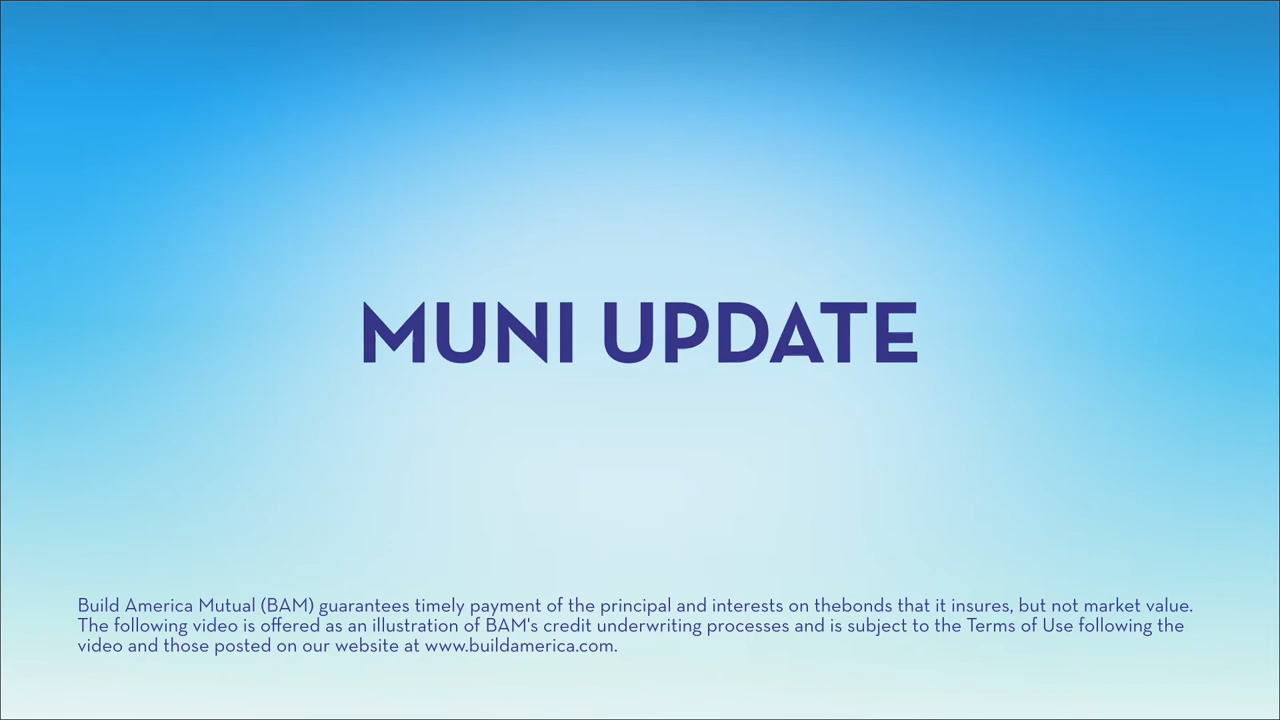 MUNI UPDATE
Build America Mutual (BAM) guarantees timely payment of the principal and interests on thebonds that it insures, but not market value.
The following video is offered as an illustration of BAM's credit underwriting processes and is subject to the Terms of Use following the
video and those posted on our website at www.buildamerica.com.